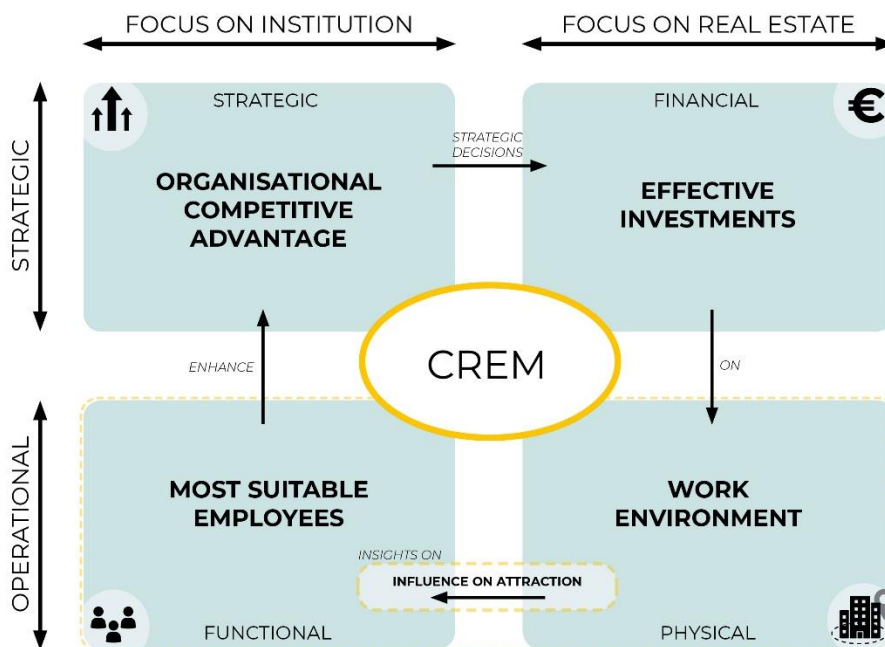 FOCUS ON INSTITUTION
FOCUS ON REAL ESTATE
STRATEGIC
STRATEGIC
ORGANISATIONAL
COMPETITIVE
ADVANTAGE
STRATEGIC
DECISIONS
FINANCIAL
€
EFFECTIVE
INVESTMENTS
ENHANCE
CREM
ON
OPERATIONAL
MOST SUITABLE
EMPLOYEES
FUNCTIONAL
INSIGHTS ON
INFLUENCE ON ATTRACTION
WORK
ENVIRONMENT
PHYSICAL